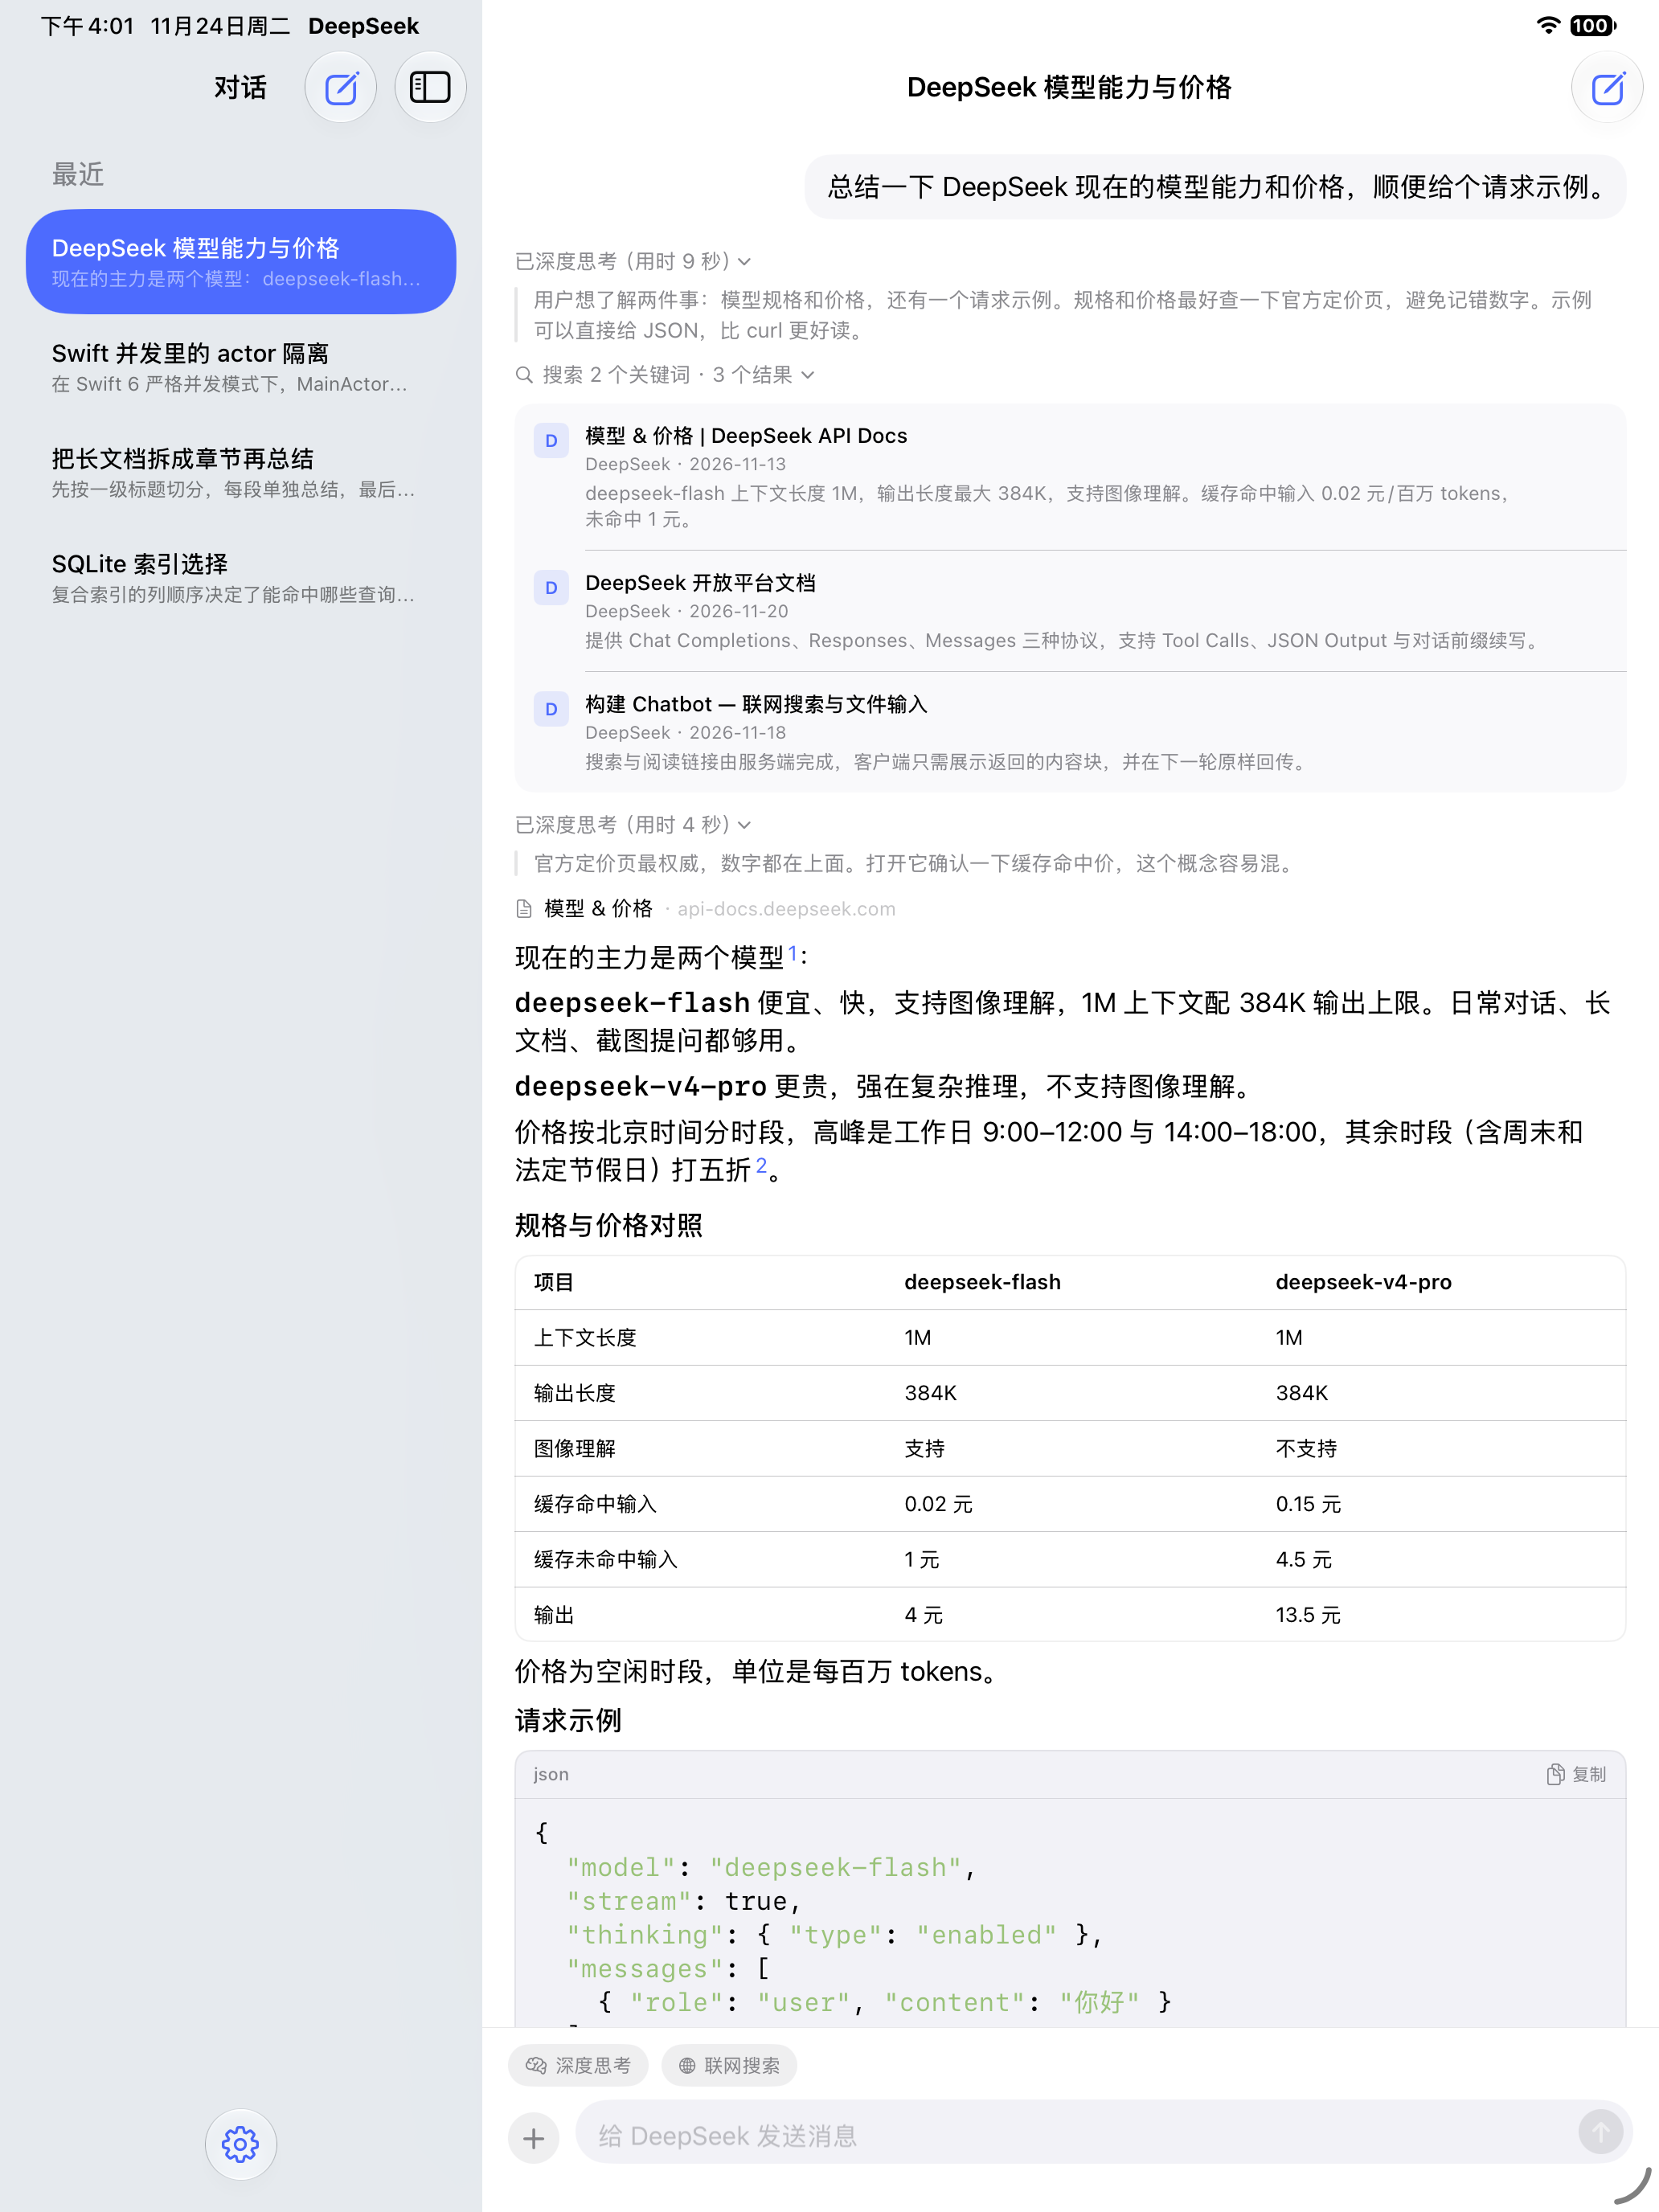 下午4:01 11月24日周二 DeepSeek
100
对话
最近
DeepSeek 模型能力与价格
现在的主力是两个模型：deepseek-flash...
Swift 并发里的 actor 隔离
在 Swift 6 严格并发模式下，MainActor...
把长文档拆成章节再总结
先按一级标题切分，每段单独总结，最后...
SQLite 索引选择
复合索引的列顺序决定了能命中哪些查询...
DeepSeek 模型能力与价格
总结一下 DeepSeek 现在的模型能力和价格，顺便给个请求示例。
已深度思考（用时 9 秒）
用户想了解两件事：模型规格和价格，还有一个请求示例。规格和价格最好查一下官方定价页，避免记错数字。示例
可以直接给 JSON，比 curl 更好读。
搜索 2 个关键词 · 3 个结果
D
模型 & 价格 | DeepSeek API Docs
DeepSeek · 2026-11-13
deepseek-flash 上下文长度 1M，输出长度最大 384K，支持图像理解。缓存命中输入 0.02 元/百万 tokens，
未命中 1 元。
D
DeepSeek 开放平台文档
DeepSeek · 2026-11-20
提供 Chat Completions、Responses、Messages 三种协议，支持 Tool Calls、JSON Output 与对话前缀续写。
D
构建 Chatbot — 联网搜索与文件输入
DeepSeek · 2026-11-18
搜索与阅读链接由服务端完成，客户端只需展示返回的内容块，并在下一轮原样回传。
已深度思考（用时 4 秒）
官方定价页最权威，数字都在上面。打开它确认一下缓存命中价，这个概念容易混。
模型 & 价格 · api-docs.deepseek.com
现在的主力是两个模型1：
deepseek-flash 便宜、快，支持图像理解，1M 上下文配 384K 输出上限。日常对话、长
文档、截图提问都够用。
deepseek-v4-pro 更贵，强在复杂推理，不支持图像理解。
价格按北京时间分时段，高峰是工作日 9:00–12:00 与 14:00–18:00，其余时段（含周末和
法定节假日）打五折2。
规格与价格对照
项目 deepseek-flash deepseek-v4-pro
上下文长度 1M 1M
输出长度 384K 384K
图像理解 支持 不支持
缓存命中输入 0.02 元 0.15 元
缓存未命中输入 1 元 4.5 元
输出 4 元 13.5 元
价格为空闲时段，单位是每百万 tokens。
请求示例
json 复制
{
"model": "deepseek-flash",
"stream": true,
"thinking": { "type": "enabled" },
"messages": [
{ "role": "user", "content": "你好" }
深度思考 联网搜索
给 DeepSeek 发送消息